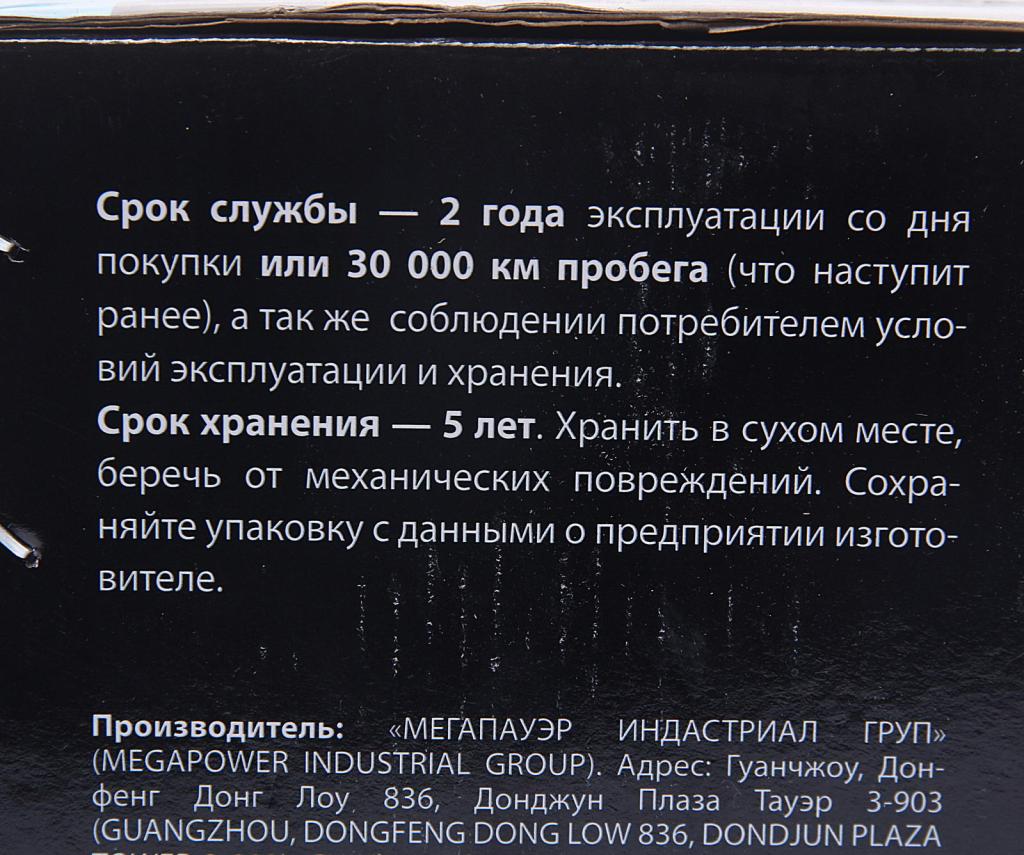 Срок службы — 2 года эксплуатации со дня
покупки или 30 000 км пробега (что наступит
ранее), а так же соблюдении потребителем усло-
вий эксплуатации и хранения.
Срок хранения — 5 лет. Хранить в сухом месте,
беречь от механических повреждений. Сохра-
няйте упаковку с данными о предприятии изгото-
вителе.
Производитель: «МЕГАПАУЭР ИНДАСТРИАЛ ГРУП»
(MEGAPOWER INDUSTRIAL GROUP). Адрес: Гуанчжоу, Дон-
фенг Донг Лоу 836, Донджун Плаза Тауэр 3-903
(GUANGZHOU, DONGFENG DONG LOW 836, DONDJUN PLAZA